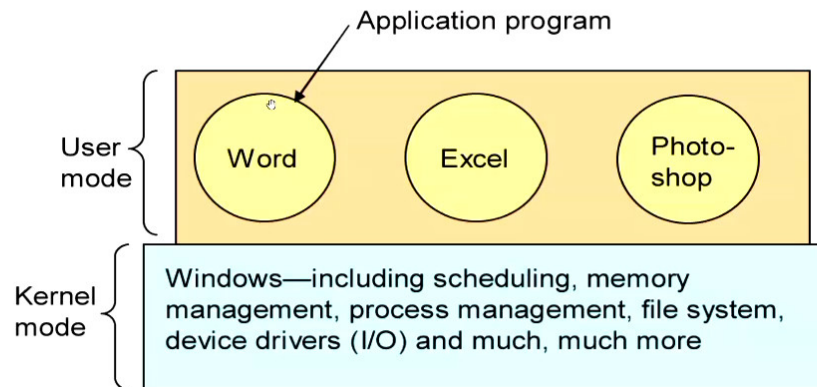 Application program
User
mode
Word
Excel
Photo-
shop
Kernel
mode
Windows—including scheduling, memory
management, process management, file system,
device drivers (I/O) and much, much more